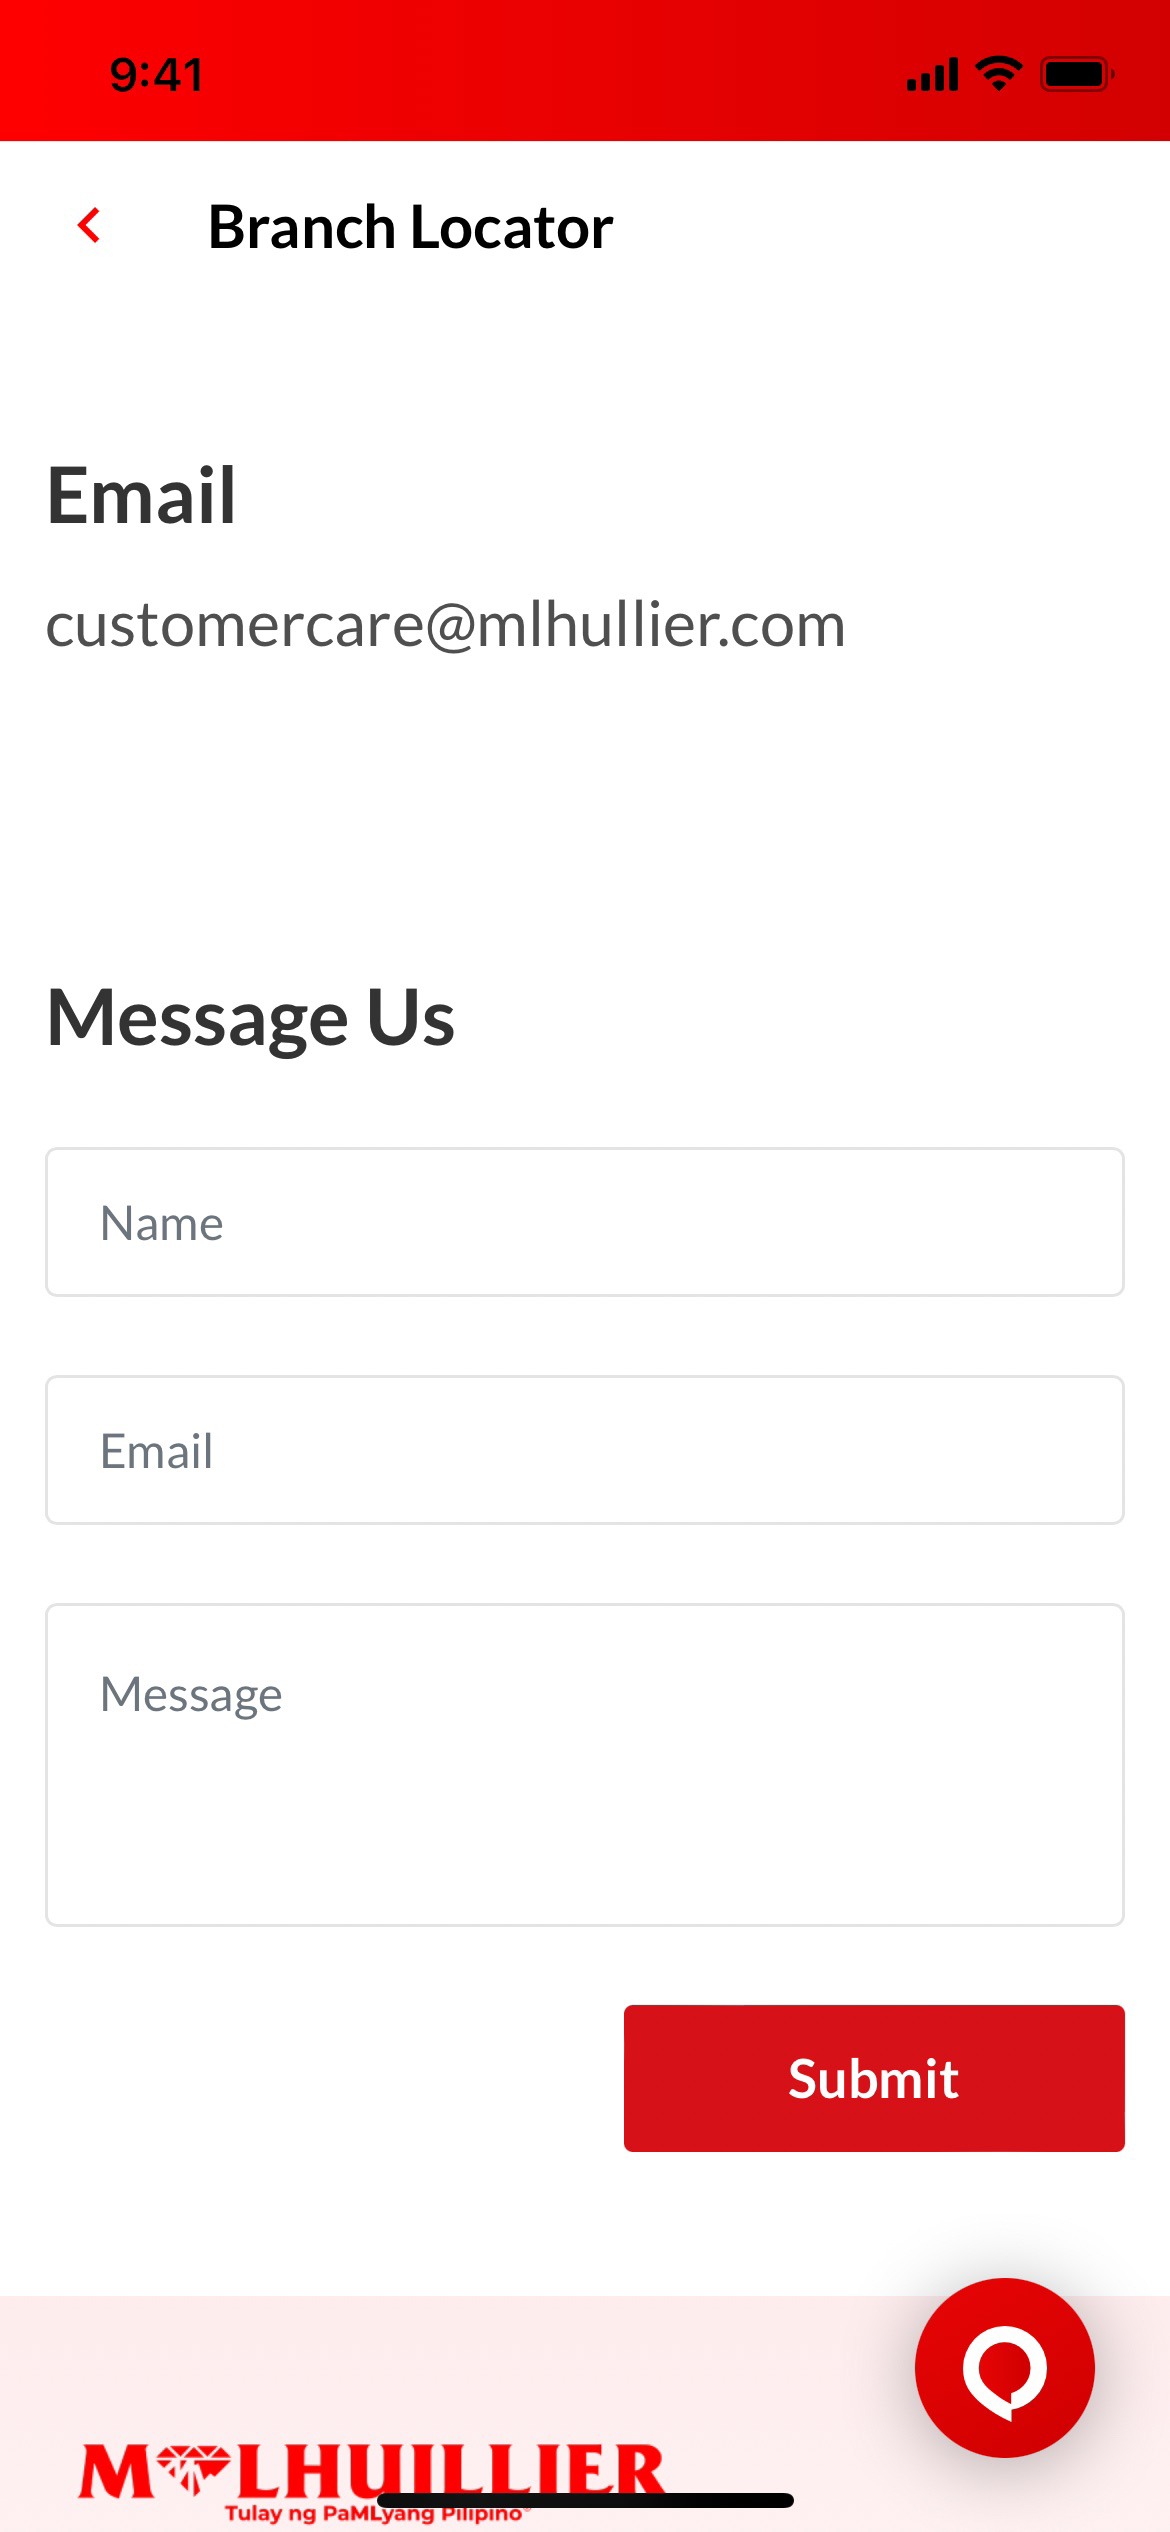 9:41
Branch Locator
Email
customercare@mlhullier.com
Message Us
Name
Email
Message
Submit
M LHUILLIER
Tulay ng PaMLyang Pilipino